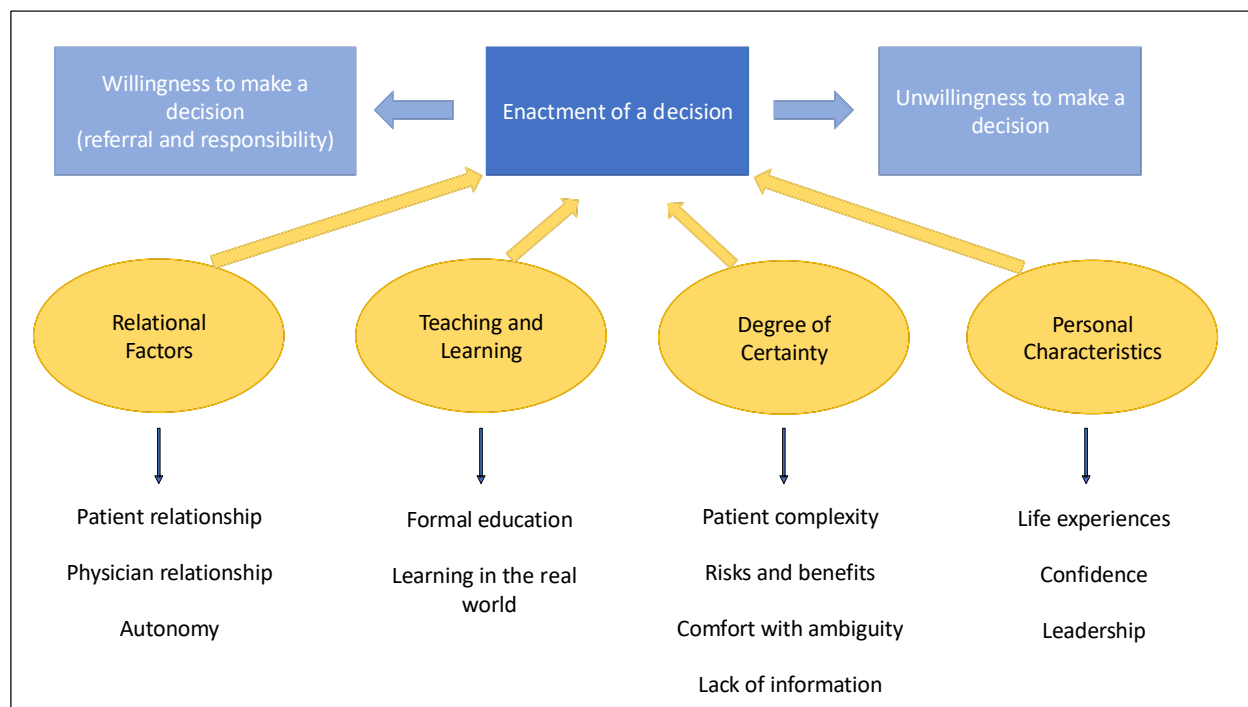 Willingness to make a
decision
(referral and responsibility)
Enactment of a decision
Unwillingness to make a
decision
Relational
Factors
Teaching and
Learning
Degree of
Certainty
Personal
Characteristics
Patient relationship
Physician relationship
Autonomy
Formal education
Learning in the real
world
Patient complexity
Risks and benefits
Comfort with ambiguity
Lack of information
Life experiences
Confidence
Leadership